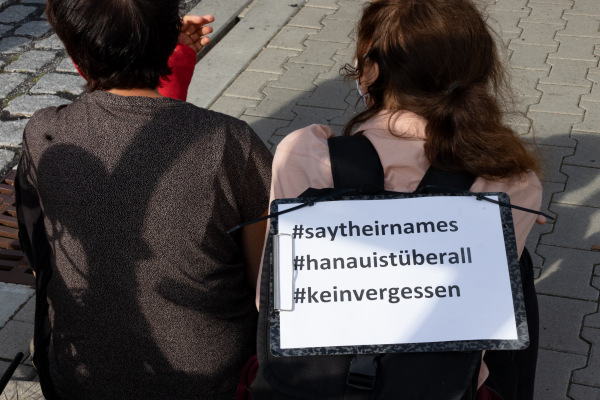 #saytheirnames
#hanauistüberall
#keinvergessen